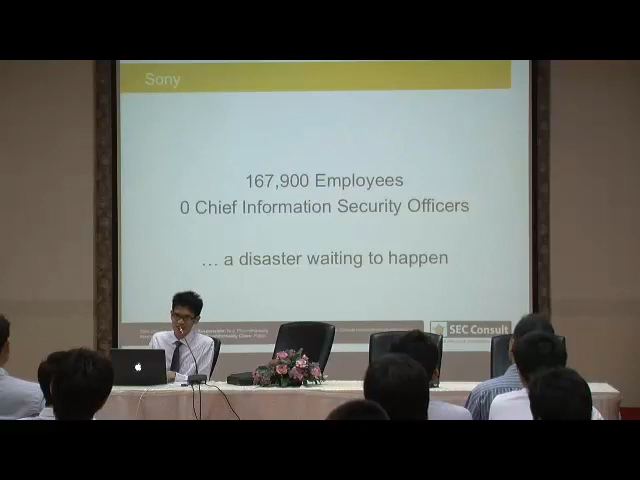 Sony
167,900 Employees
0 Chief Information Security Officers
… a disaster waiting to happen
SEC Consult